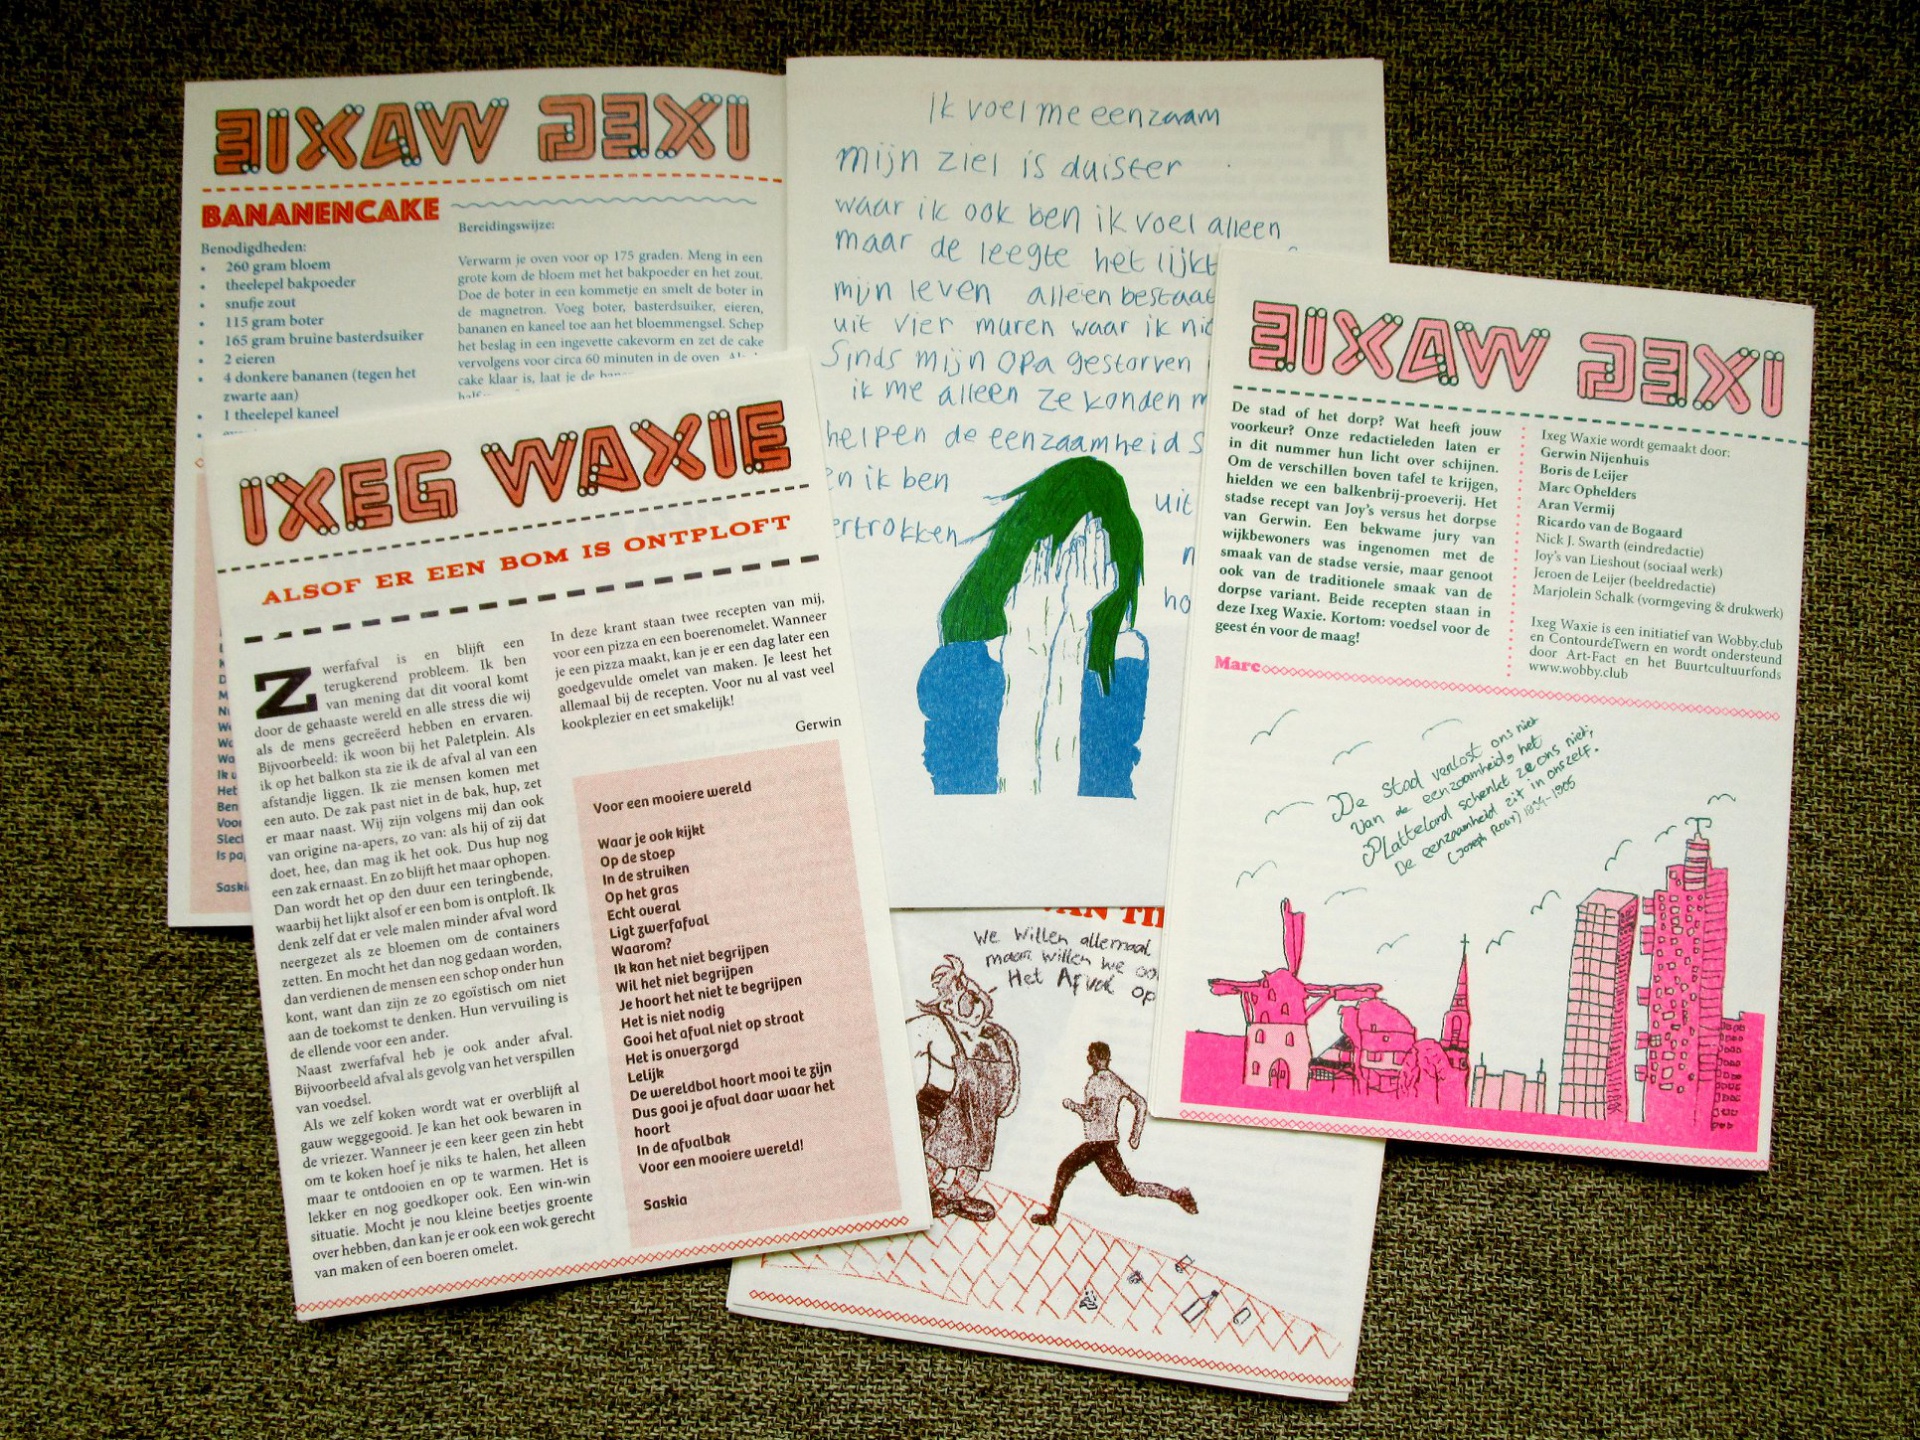 EIXAW GEXI
BANANENCAKE
Benodigdheden:
260 gram bloem
theelepel bakpoeder
snufje zout
115 gram boter
165 gram bruine basterdsuiker
2 eieren
4 donkere bananen (tegen het
zwarte aan)
1 theelepel kaneel
Bereidingswijze:
Verwarm je oven voor op 175 graden. Meng in een
grote kom de bloem met het bakpoeder en het zout.
Doe de boter in een kommetje en smelt de boter in
de magnetron. Voeg boter, basterdsuiker, eieren,
bananen en kaneel toe aan het bloemmengsel. Schep
het beslag in een ingevette cakevorm en zet de cake
vervolgens voor circa 60 minuten in de oven.
cake klaar is, laat je de
Ik voel me eenzaam
mijn ziel is duister
waar ik ook ben ik voel alleen
maar de leegte het lijkt
mijn leven alleen bestaat
uit vier muren waar ik
Sinds mijn opa gestorven
ik me alleen ze konden
helpen de eenzaamheid
en ik ben
uit
ertrokken
ho
IXEG WAXIE
ALSOF ER EEN BOM IS ONTPLOFT
Zwerfafval is en blijft een
terugkerend probleem. Ik ben
van mening dat dit vooral komt
door de gehaaste wereld en alle stress die wij
als de mens gecreëerd hebben en ervaren.
Bijvoorbeeld: ik woon bij het Paletplein. Als
ik op het balkon sta zie ik de afval al van een
afstandje liggen. Ik zie mensen komen met
een auto. De zak past niet in de bak, hup, zet
er maar naast. Wij zijn volgens mij dan ook
van origine na-apers, zo van: als hij of zij dat
doet, hee, dan mag ik het ook. Dus hup nog
een zak ernaast. En zo blijft het maar ophopen.
Dan wordt het op den duur een teringbende,
waarbij het lijkt alsof er een bom is ontploft. Ik
denk zelf dat er vele malen minder afval word
neergezet als ze bloemen om de containers
zetten. En mocht het dan nog gedaan worden,
dan verdienen de mensen een schop onder hun
kont, want dan zijn ze zo egoïstisch om niet
aan de toekomst te denken. Hun vervuiling is
de ellende voor een ander.
Naast zwerfafval heb je ook ander afval.
Bijvoorbeeld afval als gevolg van het verspillen
van voedsel.
Als we zelf koken wordt wat er overblijft al
gauw weggegooid. Je kan het ook bewaren in
de vriezer. Wanneer je een keer geen zin hebt
om te koken hoef je niks te halen, het alleen
maar te ontdooien en op te warmen. Het is
lekker en nog goedkoper ook. Een win-win
situatie. Mocht je nou kleine beetjes groente
over hebben, dan kan je er ook een wok gerecht
van maken of een boeren omelet.
In deze krant staan twee recepten van mij,
voor een pizza en een boerenomelet. Wanneer
je een pizza maakt, kan je er een dag later een
goedgevulde omelet van maken. Je leest het
allemaal bij de recepten. Voor nu al vast veel
kookplezier en eet smakelijk!
Gerwin
Voor een mooiere wereld
Waar je ook kijkt
Op de stoep
In de struiken
Op het gras
Echt overal
Ligt zwerfafval
Waarom?
Ik kan het niet begrijpen
Wil het niet begrijpen
Je hoort het niet te begrijpen
Het is niet nodig
Gooi het afval niet op straat
Het is onverzorgd
Lelijk
De wereldbol hoort mooi te zijn
Dus gooi je afval daar waar het
hoort
In de afvalbak
Voor een mooiere wereld!
Saskia
We willen allemaal
maar willen we
Het Afval op
EIXAW GEXI
De stad of het dorp? Wat heeft jouw
voorkeur? Onze redactieleden laten er
in dit nummer hun licht over schijnen.
Om de verschillen boven tafel te krijgen,
hielden we een balkenbrij-proeverij. Het
stadse recept van Joy's versus het dorpse
van Gerwin. Een bekwame jury van
wijkbewoners was ingenomen met de
smaak van de stadse versie, maar genoot
ook van de traditionele smaak van de
dorpse variant. Beide recepten staan in
deze Ixeg Waxie. Kortom: voedsel voor de
geest én voor de maag!
Marc
Ixeg Waxie wordt gemaakt door:
Gerwin Nijenhuis
Boris de Leijer
Marc Ophelders
Aran Vermij
Ricardo van de Bogaard
Nick J. Swarth (eindredactie)
Joy's van Lieshout (sociaal werk)
Jeroen de Leijer (beeldredactie)
Marjolein Schalk (vormgeving & drukwerk)
Ixeg Waxie is een initiatief van Wobby.club
en ContourdeTwern en wordt ondersteund
door Art-Fact en het Buurtcultuurfonds
www.wobby.club
De stad verlost ons niet
Van de eenzaamheid, het
Platteland schenkt ze ons niet;
De eenzaamheid zit in onszelf.
(Joseph Roth) 1894-1905